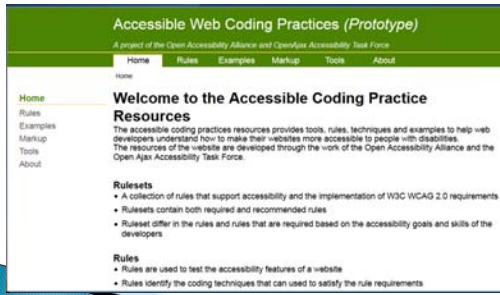 Accessible Web Coding Practices (Prototype)
A project of the Open Accessibility Alliance and OpenAjax Accessibility Task Force
Home Rules Examples Markup Tools About
Home
Home
Rules
Examples
Markup
Tools
About
Welcome to the Accessible Coding Practice
Resources
The accessible coding practices resources provides tools, rules, techniques and examples to help web
developers understand how to make their websites more accessible to people with disabilities.
The resources of the website are developed through the work of the Open Accessibility Alliance and the
Open Ajax Accessibility Task Force.
Rulesets
• A collection of rules that support accessibility and the implementation of W3C WCAG 2.0 requirements
• Rulesets contain both required and recommended rules
• Ruleset differ in the rules and rules that are required based on the accessibility goals and skills of the
developers
Rules
• Rules are used to test the accessibility features of a website
• Rules identify the coding techniques that can used to satisfy the rule requirements